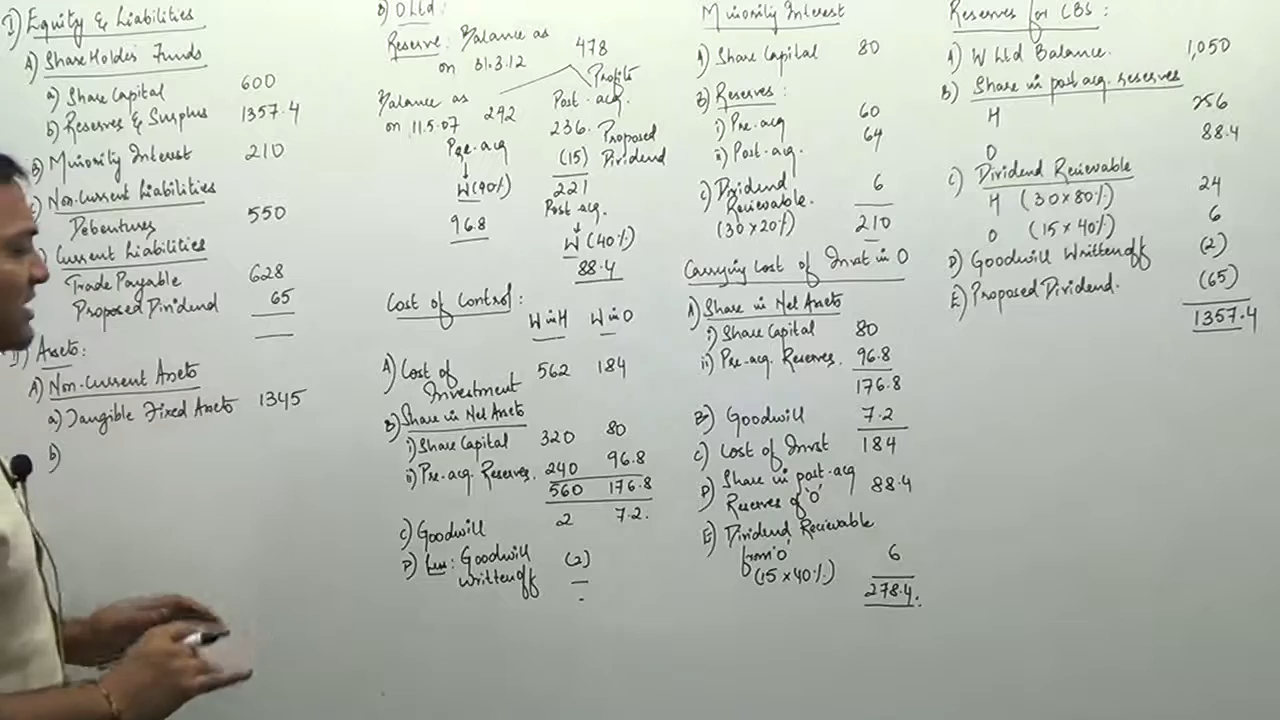 I) Equity & Liabilities
A) Share Holder Funds
a) Share Capital 600
b) Reserves & Surplus 1357.4
B) Minority Interest 210
Non-Current Liabilities
Debentures 550
Current Liabilities
Trade Payable 628
Proposed Dividend 65
Assets:
A) Non-Current Assets
a) Tangible Fixed Assets 1345
b)
B) O Ltd:
Reserve: Balance as
on 31.3.12 478
Balance as
on 11.5.07 242
Pre-acq
W(40%)
96.8
Profits
Post-acq.
236. Proposed
(15) Dividend
221
Post acq.
W (40%)
88.4
Cost of Control:
W in H W in O
A) Cost of
Investment 562 184
B) Share in Net Assets
i) Share Capital 320 80
ii) Pre-acq. Reserves. 240 96.8
560 176.8
C) Goodwill 2 7.2.
D) Less: Goodwill
written off (2)
-
Minority Interest
A) Share Capital 80
B) Reserves:
i) Pre-acq 60
ii) Post-acq. 64
C) Dividend
Recievable. 6
(30×20%) 210
Carrying Cost of Invst in O
A) Share in Net Assets
i) Share Capital 80
ii) Pre-acq. Reserves. 96.8
176.8
B) Goodwill 7.2
C) Cost of Invst 184
D) Share in post-acq
Reserves of 'O' 88.4
E) Dividend Recievable
from 'O'
(15×40%) 6
278.4.
Reserves for CBS:
A) W Ltd Balance. 1,050
B) Share in post acq. reserves
H 256
O 88.4
C) Dividend Recievable
H (30×80%) 24
O (15×40%) 6
D) Goodwill Written off (2)
E) Proposed Dividend. (65)
1357.4